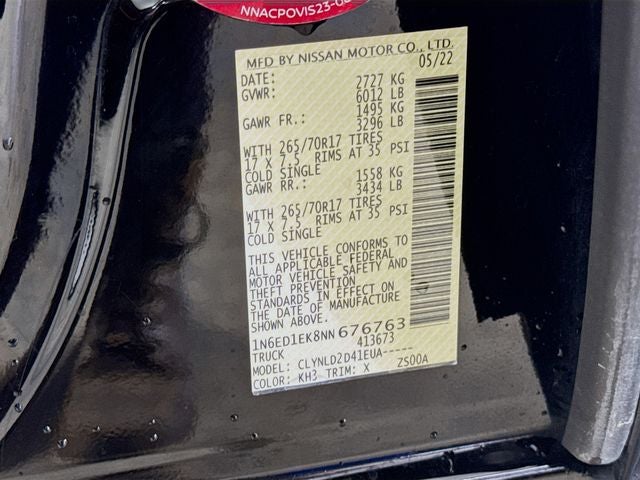 NNACPOVIS23-06
MFD BY NISSAN MOTOR CO., LTD.
DATE: 05/22
GVWR: 2727 KG
6012 LB
GAWR FR.: 1495 KG
3296 LB
WITH 265/70R17 TIRES
17 X 7.5 RIMS AT 35 PSI
COLD SINGLE
GAWR RR.: 1558 KG
3434 LB
WITH 265/70R17 TIRES
17 X 7.5 RIMS AT 35 PSI
COLD SINGLE
THIS VEHICLE CONFORMS TO
ALL APPLICABLE FEDERAL
MOTOR VEHICLE SAFETY AND
THEFT PREVENTION
STANDARDS IN EFFECT ON
THE DATE OF MANUFACTURE
SHOWN ABOVE.
1N6ED1EK8NN676763
TRUCK 413673
MODEL: CLYNLD2D41EUA-----
COLOR: KH3 TRIM: X ZS00A